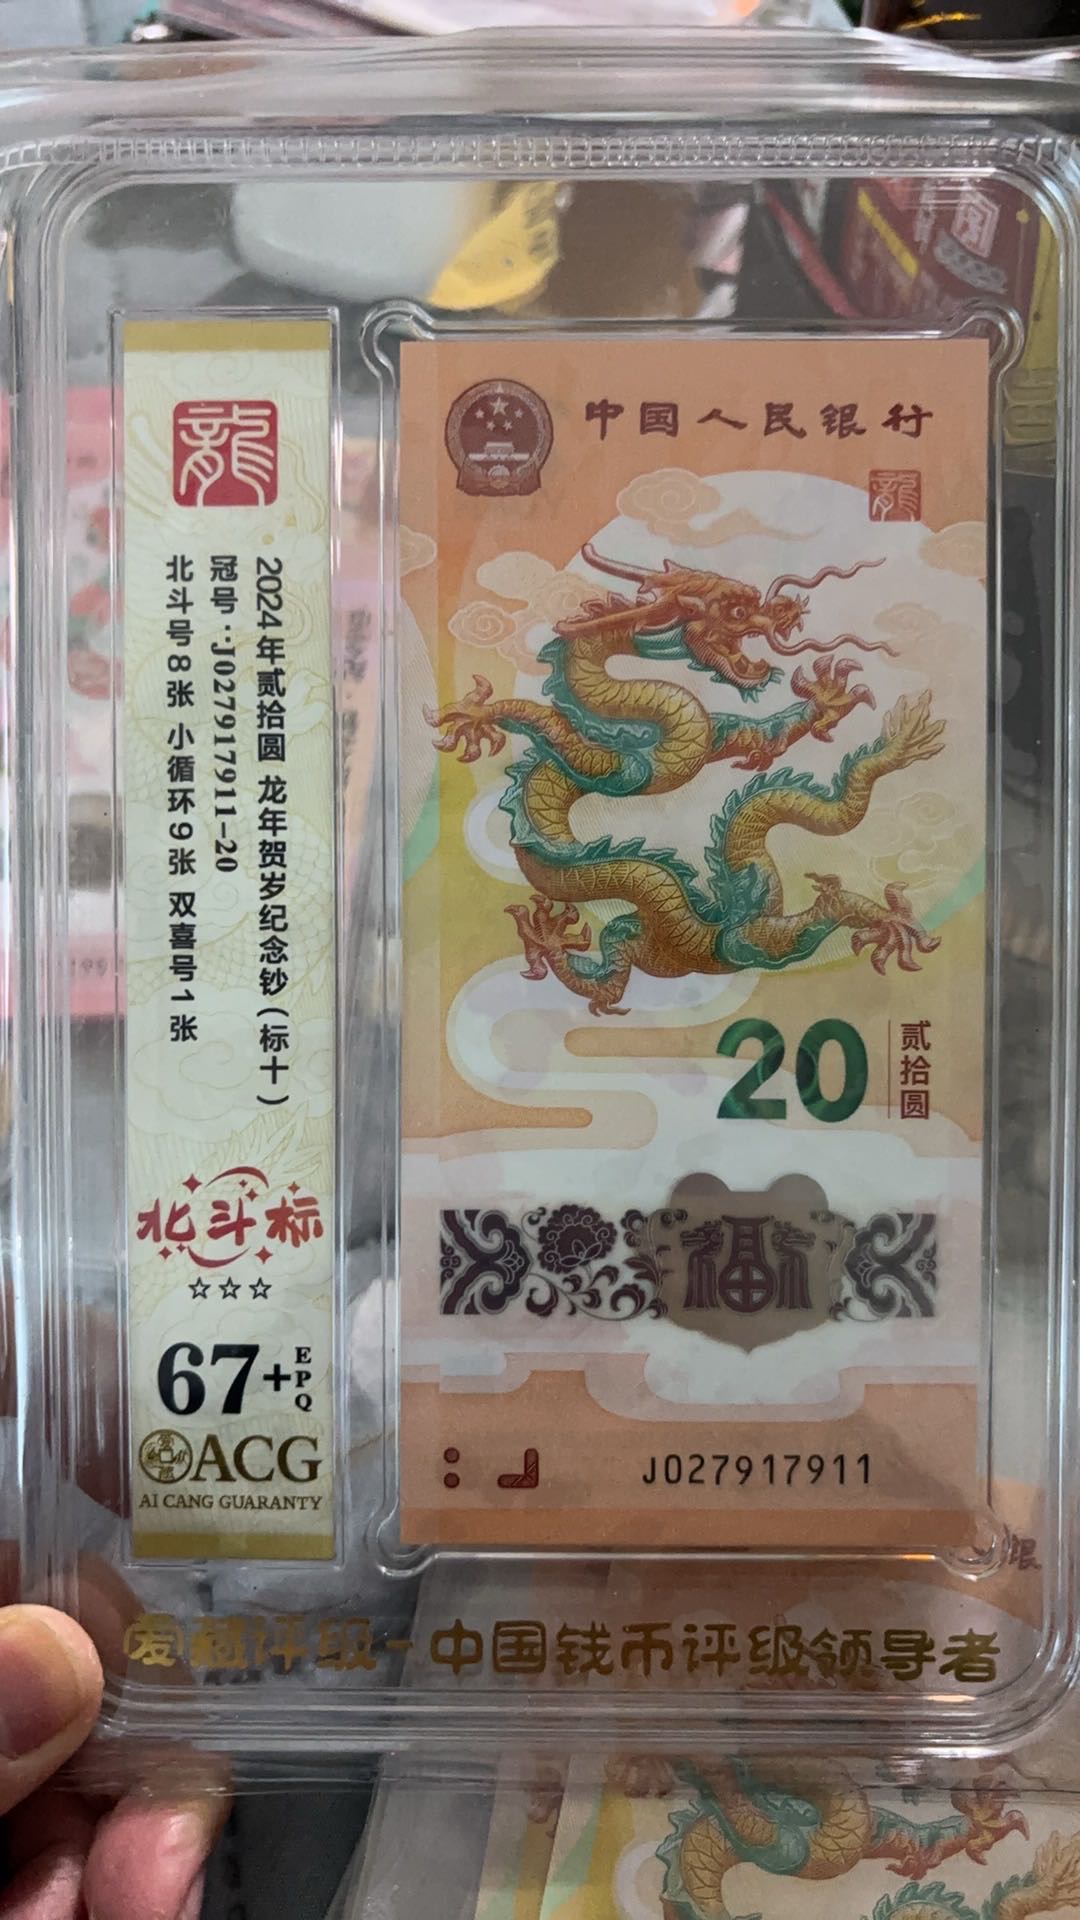 龍
2024年贰拾圆 龙年贺岁纪念钞（标十）
冠号：J027917911-20
北斗号8张 小循环9张 双喜号1张
北斗标
☆☆☆
67+EPQ
ACG
AI CANG GUARANTY
中国人民银行
龍
20
贰拾圆
福
J027917911
爱藏评级-中国钱币评级领导者